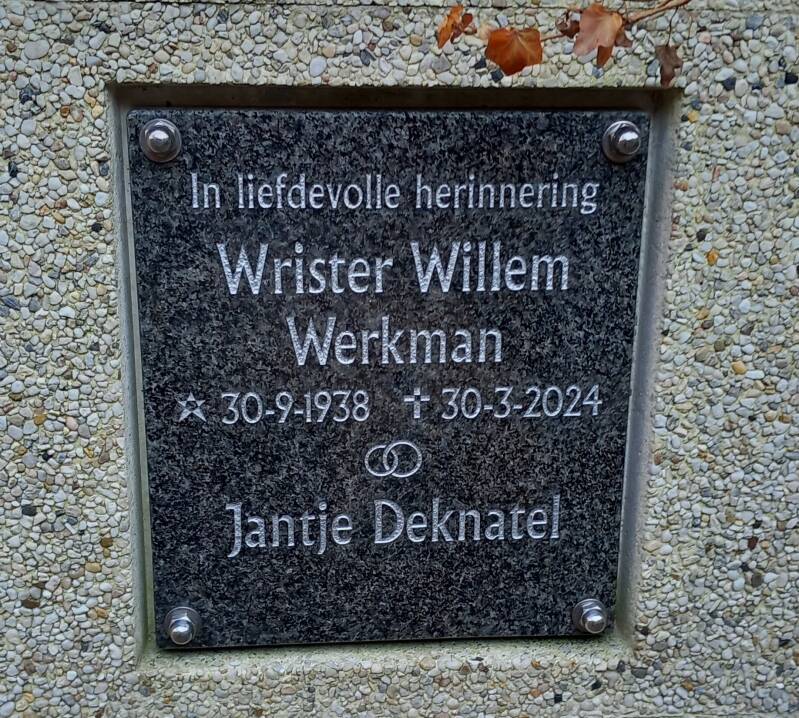 In liefdevolle herinnering
Wrister Willem
Werkman
☆ 30-9-1938 ✝ 30-3-2024
Jantje Deknatel